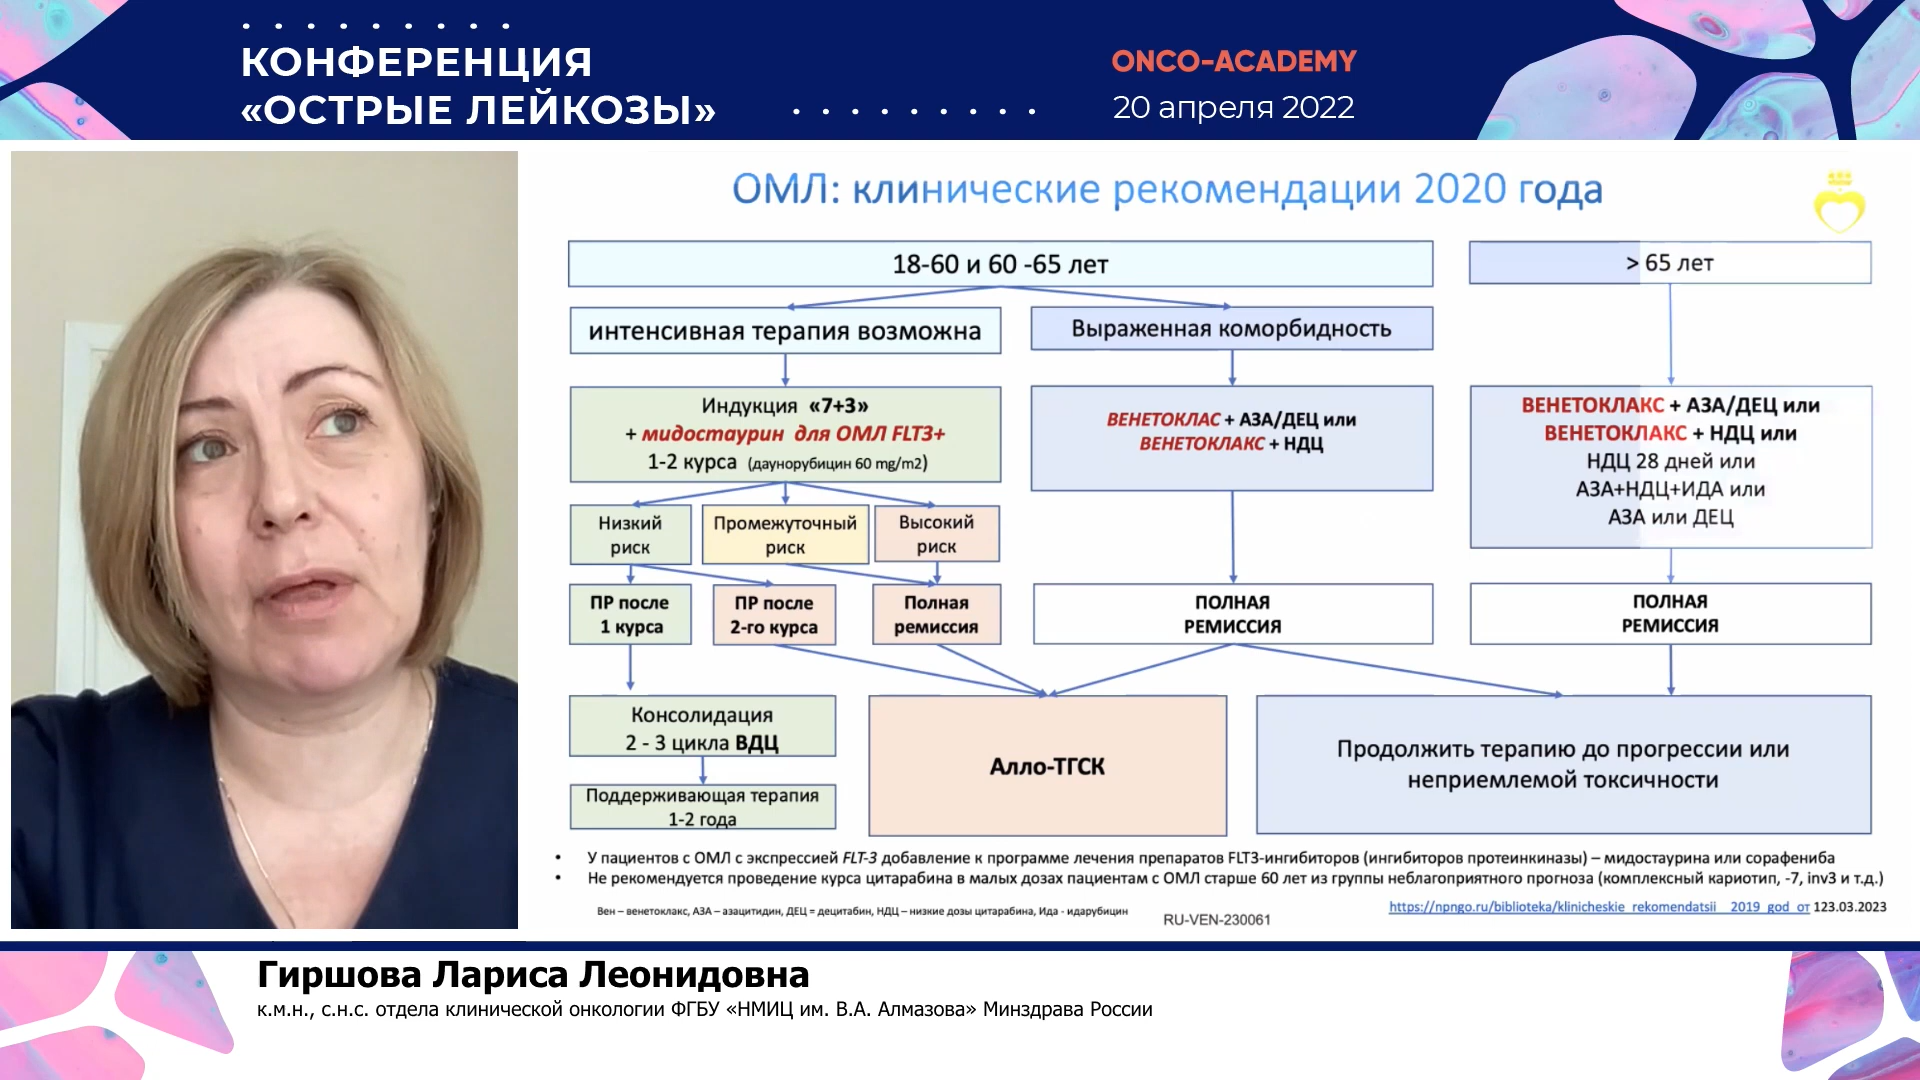 КОНФЕРЕНЦИЯ
«ОСТРЫЕ ЛЕЙКОЗЫ»
ONCO-ACADEMY
20 апреля 2022
ОМЛ: клинические рекомендации 2020 года
18-60 и 60 -65 лет
> 65 лет
интенсивная терапия возможна
Выраженная коморбидность
Индукция «7+3»
+ мидостаурин для ОМЛ FLT3+
1-2 курса (даунорубицин 60 mg/m2)
ВЕНЕТОКЛАС + АЗА/ДЕЦ или
ВЕНЕТОКЛАКС + НДЦ
ВЕНЕТОКЛАКС + АЗА/ДЕЦ или
ВЕНЕТОКЛАКС + НДЦ или
НДЦ 28 дней или
АЗА+НДЦ+ИДА или
АЗА или ДЕЦ
Низкий
риск
Промежуточный
риск
Высокий
риск
ПР после
1 курса
ПР после
2-го курса
Полная
ремиссия
ПОЛНАЯ
РЕМИССИЯ
ПОЛНАЯ
РЕМИССИЯ
Консолидация
2 - 3 цикла ВДЦ
Поддерживающая терапия
1-2 года
Алло-ТГСК
Продолжить терапию до прогрессии или
неприемлемой токсичности
• У пациентов с ОМЛ с экспрессией FLT-3 добавление к программе лечения препаратов FLT3-ингибиторов (ингибиторов протеинкиназы) – мидостаурина или сорафениба
• Не рекомендуется проведение курса цитарабина в малых дозах пациентам с ОМЛ старше 60 лет из группы неблагоприятного прогноза (комплексный кариотип, -7, inv3 и т.д.)
Вен – венетоклакс, АЗА – азацитидин, ДЕЦ = децитабин, НДЦ – низкие дозы цитарабина, Ида - идарубицин
RU-VEN-230061
https://npngo.ru/biblioteka/klinicheskie_rekomendatsii__2019_god_от 123.03.2023
Гиршова Лариса Леонидовна
к.м.н., с.н.с. отдела клинической онкологии ФГБУ «НМИЦ им. В.А. Алмазова» Минздрава России